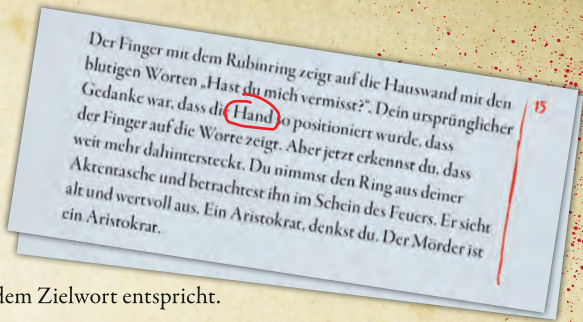 Der Finger mit dem Rubinring zeigt auf die Hauswand mit den
blutigen Worten „Hast du mich vermisst?“. Dein ursprünglicher
Gedanke war, dass die Hand so positioniert wurde, dass
der Finger auf die Worte zeigt. Aber jetzt erkennst du, dass
weit mehr dahintersteckt. Du nimmst den Ring aus deiner
Aktentasche und betrachtest ihn im Schein des Feuers. Er sieht
alt und wertvoll aus. Ein Aristokrat, denkst du. Der Mörder ist
ein Aristokrat.
15
dem Zielwort entspricht.